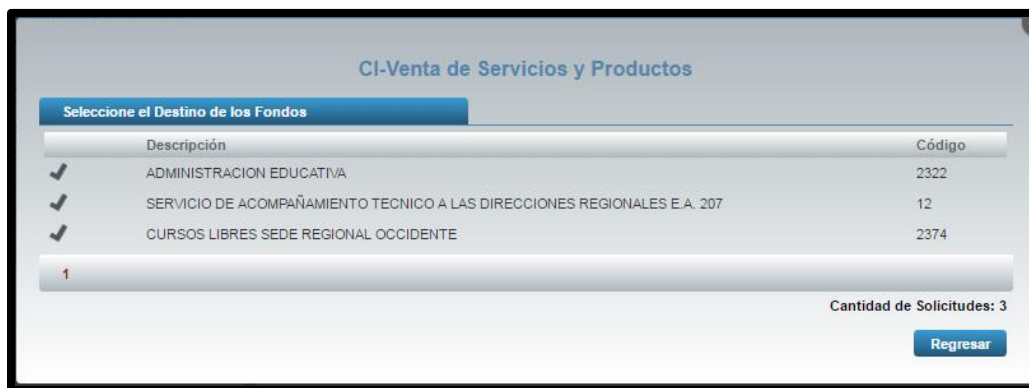 CI-Venta de Servicios y Productos
Seleccione el Destino de los Fondos
Descripción Código
ADMINISTRACION EDUCATIVA 2322
SERVICIO DE ACOMPAÑAMIENTO TECNICO A LAS DIRECCIONES REGIONALES E.A. 207 12
CURSOS LIBRES SEDE REGIONAL OCCIDENTE 2374
1
Cantidad de Solicitudes: 3
Regresar